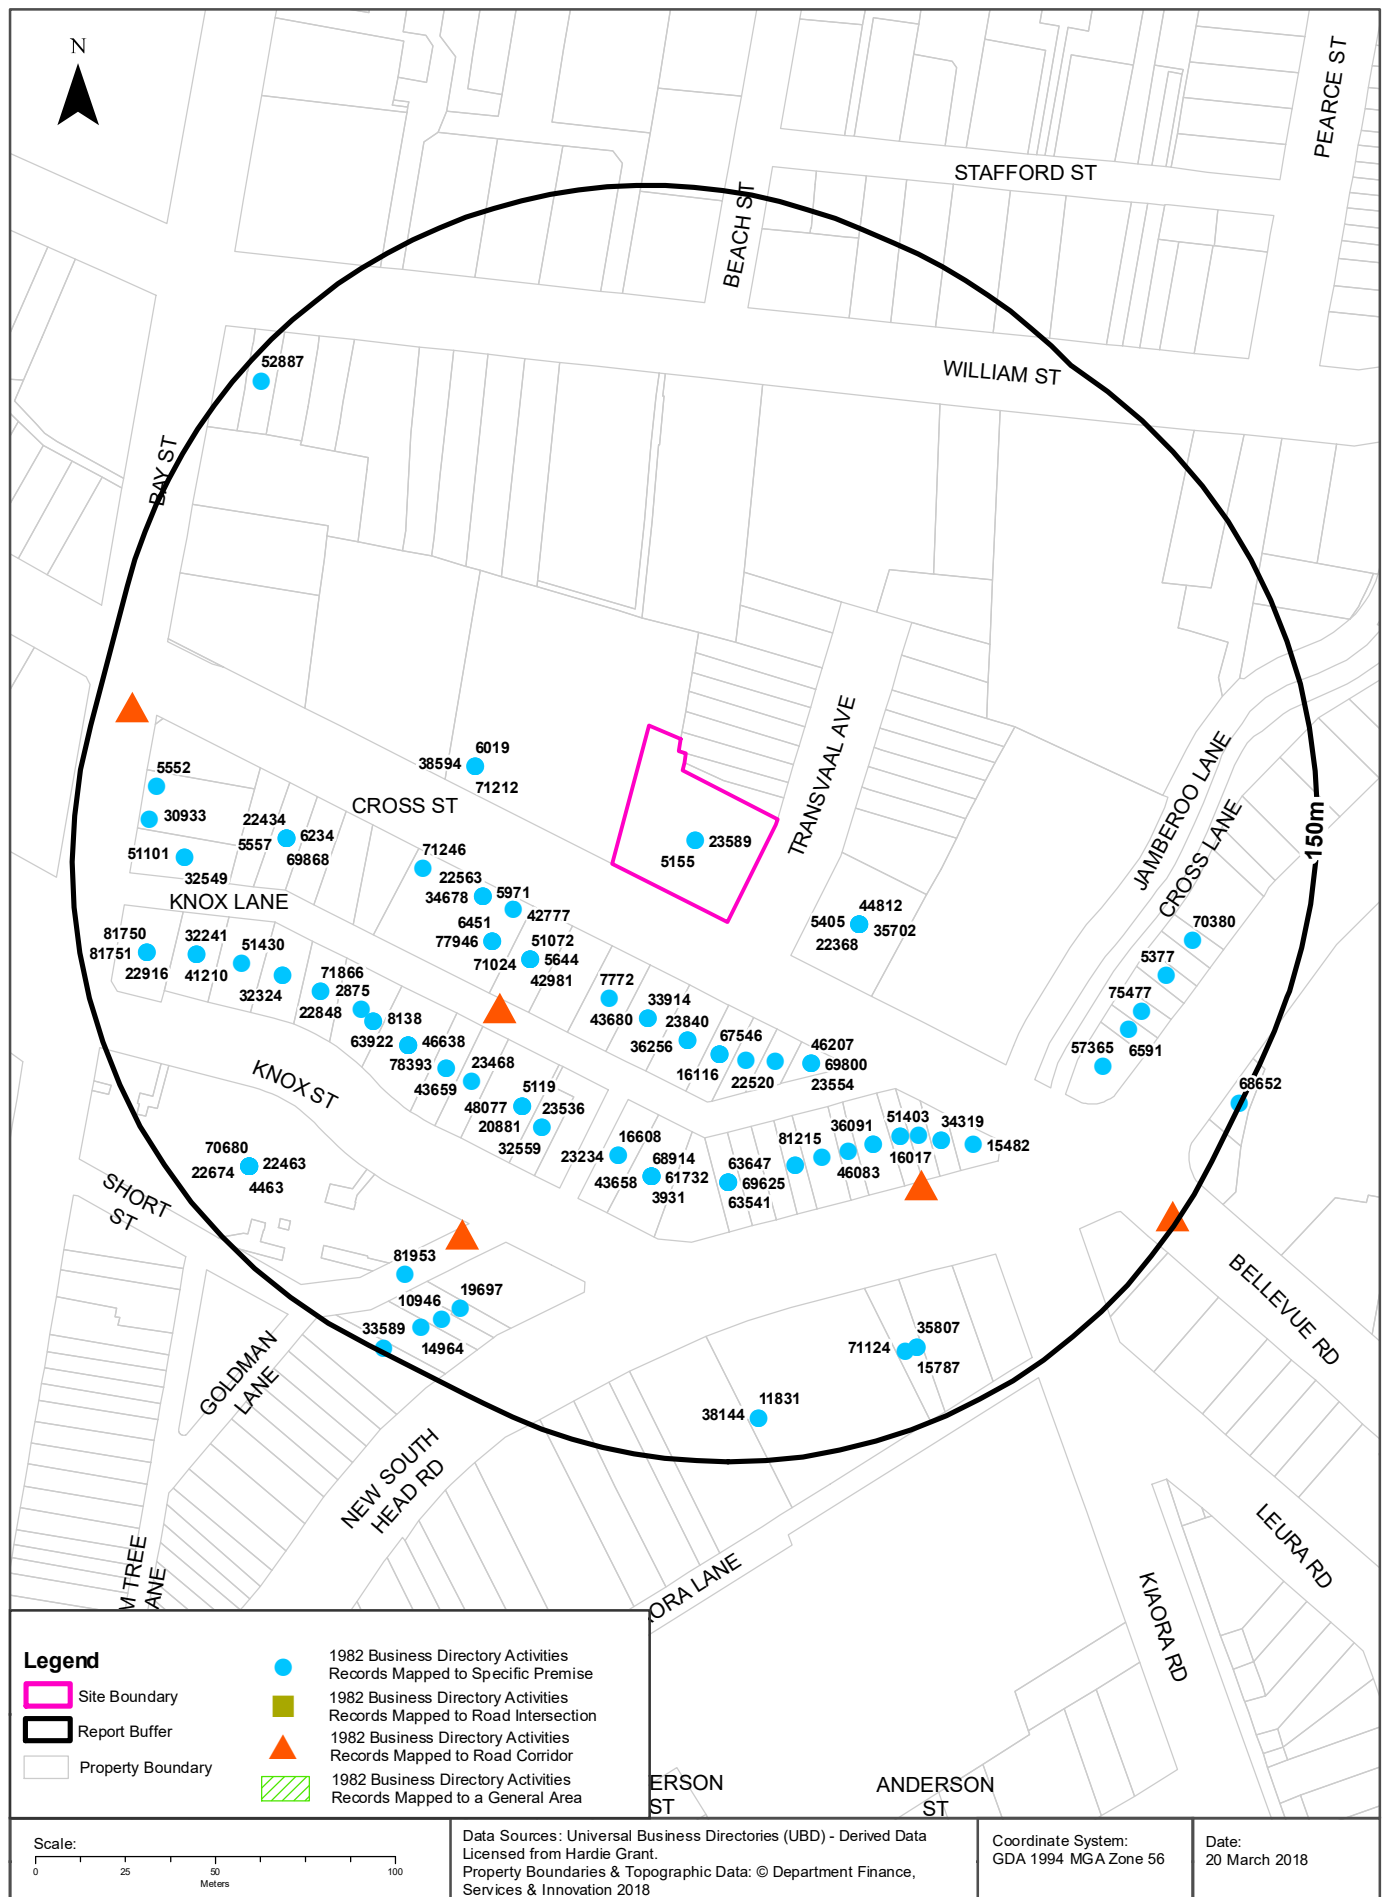 N
PEARCE ST
STAFFORD ST
BEACH ST
WILLIAM ST
52887
BAY ST
6019
38594
71212
5552
30933
CROSS ST
TRANSVAAL AVE
JAMBEROO LANE
CROSS LANE
150m
22434
6234
5557
69868
51101
32549
23589
5155
71246
22563
34678
5971
42777
KNOX LANE
6451
77946
51072
5644
71024
42981
44812
5405
35702
22368
70380
5377
75477
6591
57365
68652
81750
81751
22916
32241
41210
51430
32324
71866
2875
22848
8138
63922
46638
78393
43659
23468
7772
43680
33914
23840
36256
67546
16116
22520
46207
69800
23554
KNOX ST
5119
48077
23536
20881
32559
16608
23234
68914
43658
61732
3931
63647
69625
63541
81215
36091
46083
51403
16017
34319
15482
70680
22463
22674
4463
SHORT
ST
81953
19697
10946
33589
14964
35807
71124
15787
11831
38144
BELLEVUE RD
GOLDMAN
LANE
NEW SOUTH
HEAD RD
LEURA RD
KIAORA RD
ORA LANE
M TREE
ANE
ERSON
ST
ANDERSON
ST
Legend
Site Boundary
Report Buffer
Property Boundary
1982 Business Directory Activities
Records Mapped to Specific Premise
1982 Business Directory Activities
Records Mapped to Road Intersection
1982 Business Directory Activities
Records Mapped to Road Corridor
1982 Business Directory Activities
Records Mapped to a General Area
Scale:
0 25 50 100
Meters
Data Sources: Universal Business Directories (UBD) - Derived Data
Licensed from Hardie Grant.
Property Boundaries & Topographic Data: © Department Finance,
Services & Innovation 2018
Coordinate System:
GDA 1994 MGA Zone 56
Date:
20 March 2018